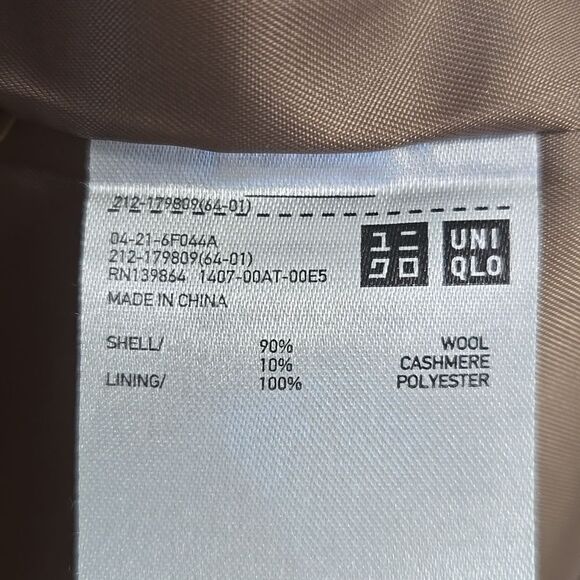 212-179809(64-01)
04-21-6F044A
212-179809(64-01)
RN139864 1407-00AT-00E5
MADE IN CHINA
ユニ
クロ
UNI
QLO
SHELL/ 90% WOOL
10% CASHMERE
LINING/ 100% POLYESTER